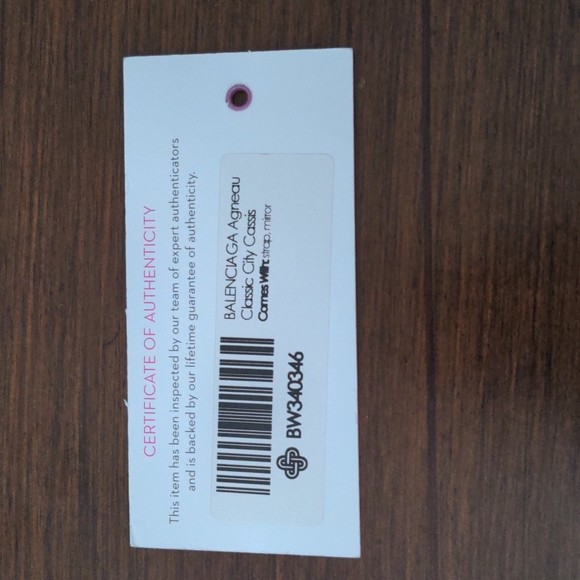 CERTIFICATE OF AUTHENTICITY
This item has been inspected by our team of expert authenticators
and is backed by our lifetime guarantee of authenticity.
BALENCIAGA Agneau
Classic City Cassis
Comes With: strap, mirror
BW340346